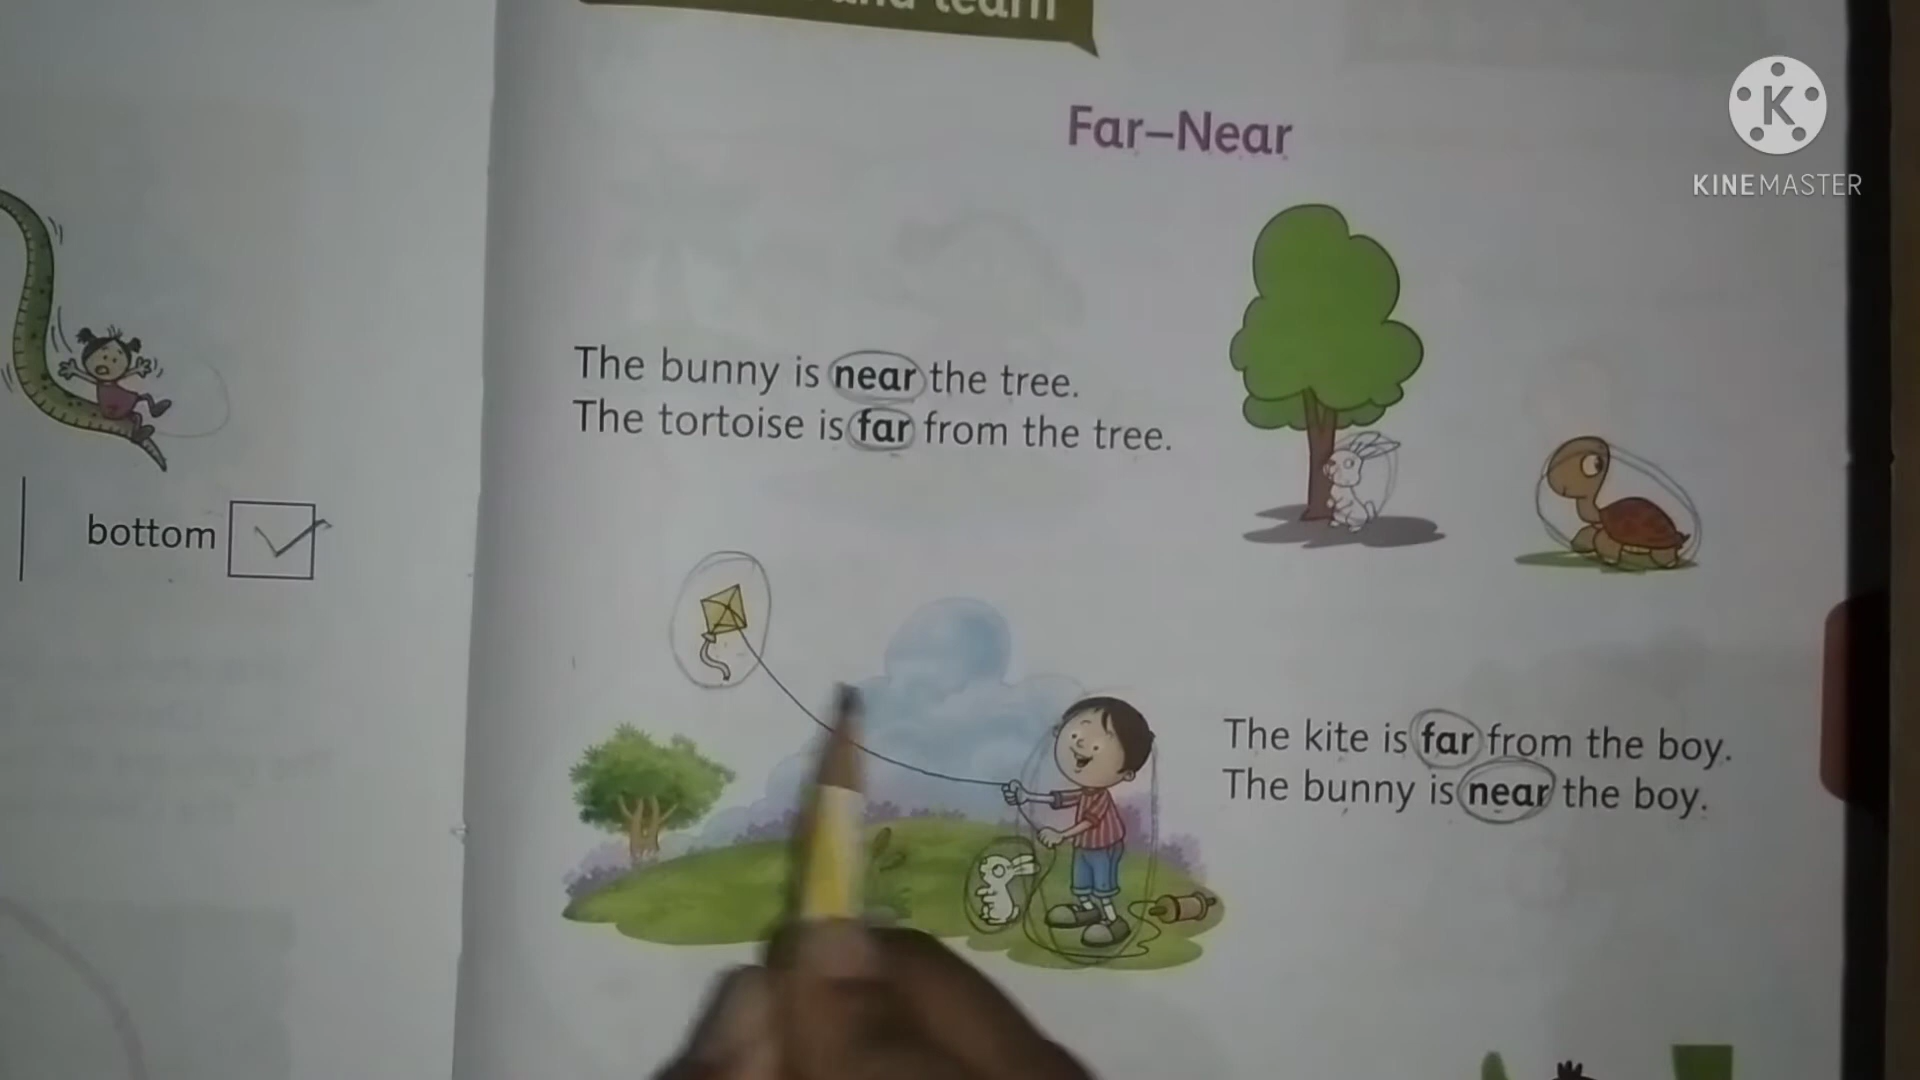 learn
Far–Near
KINEMASTER
The bunny is near the tree.
The tortoise is far from the tree.
bottom
The kite is far from the boy.
The bunny is near the boy.